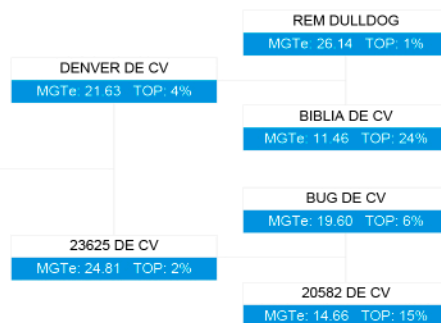 REM DULLDOG
MGTe: 26.14 TOP: 1%
DENVER DE CV
MGTe: 21.63 TOP: 4%
BIBLIA DE CV
MGTe: 11.46 TOP: 24%
BUG DE CV
MGTe: 19.60 TOP: 6%
23625 DE CV
MGTe: 24.81 TOP: 2%
20582 DE CV
MGTe: 14.66 TOP: 15%